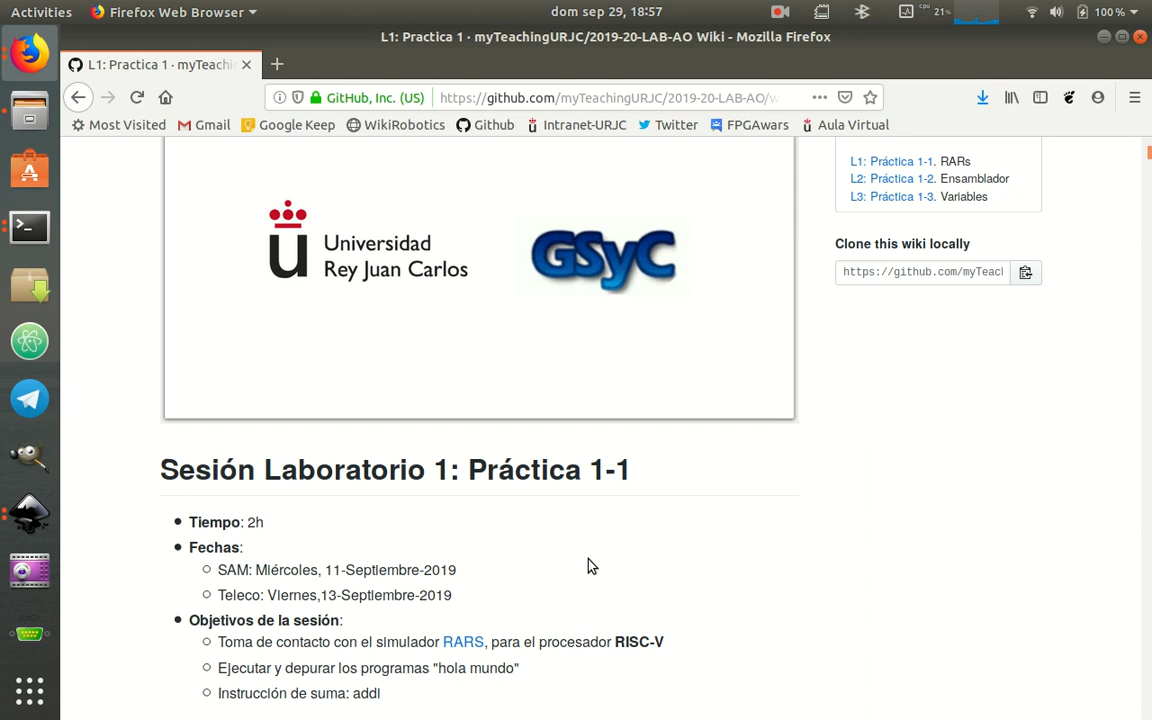 Activities Firefox Web Browser dom sep 29, 18:57 cpu 21% 100 %
L1: Practica 1 · myTeachingURJC/2019-20-LAB-AO Wiki - Mozilla Firefox
L1: Practica 1 · myTeachi
GitHub, Inc. (US) https://github.com/myTeachingURJC/2019-20-LAB-AO/w
Most Visited Gmail Google Keep WikiRobotics Github Intranet-URJC Twitter FPGAwars Aula Virtual
L1: Práctica 1-1. RARs
L2: Práctica 1-2. Ensamblador
L3: Práctica 1-3. Variables
Clone this wiki locally
https://github.com/myTeacl
Universidad
Rey Juan Carlos
GSyC
Sesión Laboratorio 1: Práctica 1-1
Tiempo: 2h
Fechas:
SAM: Miércoles, 11-Septiembre-2019
Teleco: Viernes,13-Septiembre-2019
Objetivos de la sesión:
Toma de contacto con el simulador RARS, para el procesador RISC-V
Ejecutar y depurar los programas "hola mundo"
Instrucción de suma: addi